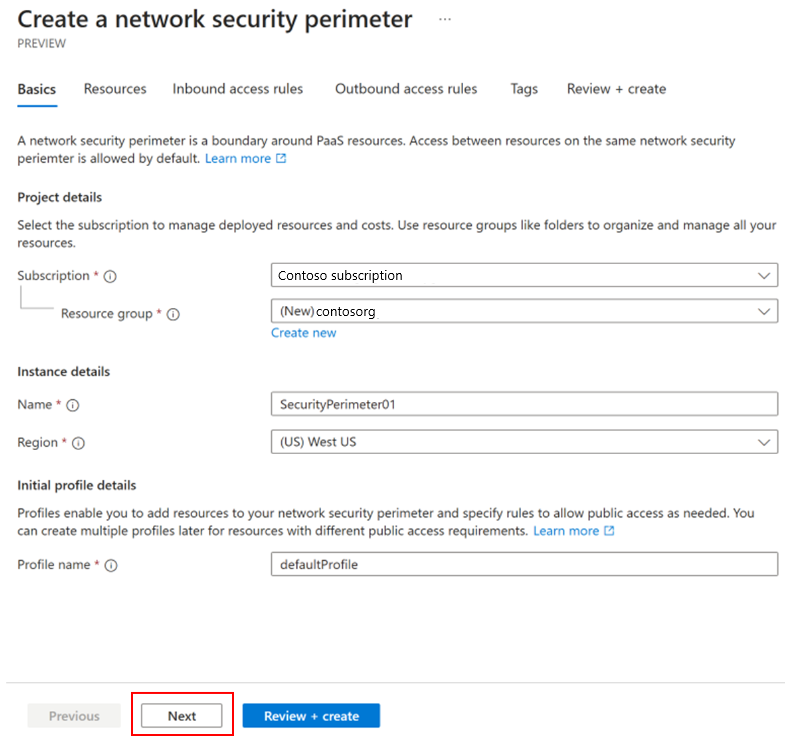 Create a network security perimeter ...
PREVIEW
Basics Resources Inbound access rules Outbound access rules Tags Review + create
A network security perimeter is a boundary around PaaS resources. Access between resources on the same network security
periemter is allowed by default. Learn more
Project details
Select the subscription to manage deployed resources and costs. Use resource groups like folders to organize and manage all your
resources.
Subscription * Contoso subscription
Resource group * (New) contosorg
Create new
Instance details
Name * SecurityPerimeter01
Region * (US) West US
Initial profile details
Profiles enable you to add resources to your network security perimeter and specify rules to allow public access as needed. You
can create multiple profiles later for resources with different public access requirements. Learn more
Profile name * defaultProfile
Previous Next Review + create